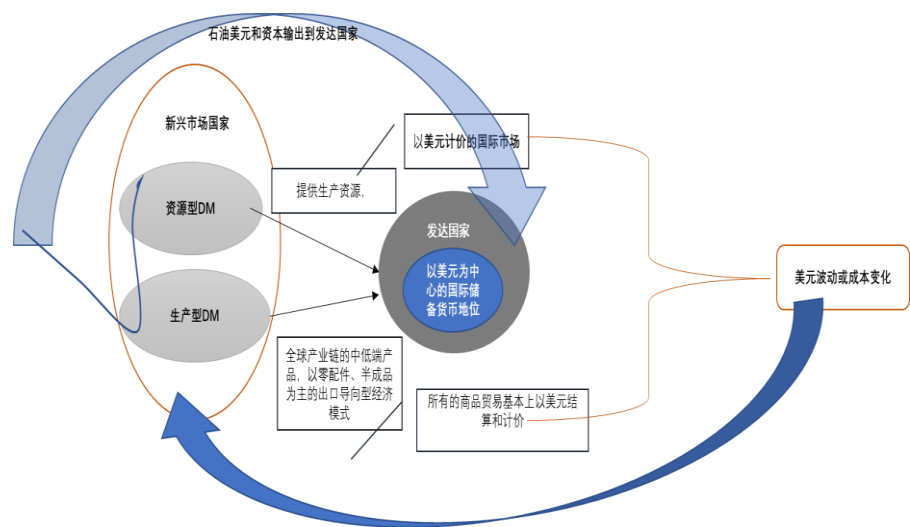 石油美元和资本输出到发达国家
新兴市场国家
以美元计价的国际市场
提供生产资源,
资源型DM
发达国家
以美元为中
心的国际储
备货币地位
美元波动或成本变化
生产型DM
全球产业链的中低端产
品，以零配件、半成品
为主的出口导向型经济
模式
所有的商品贸易基本上以美元结
算和计价